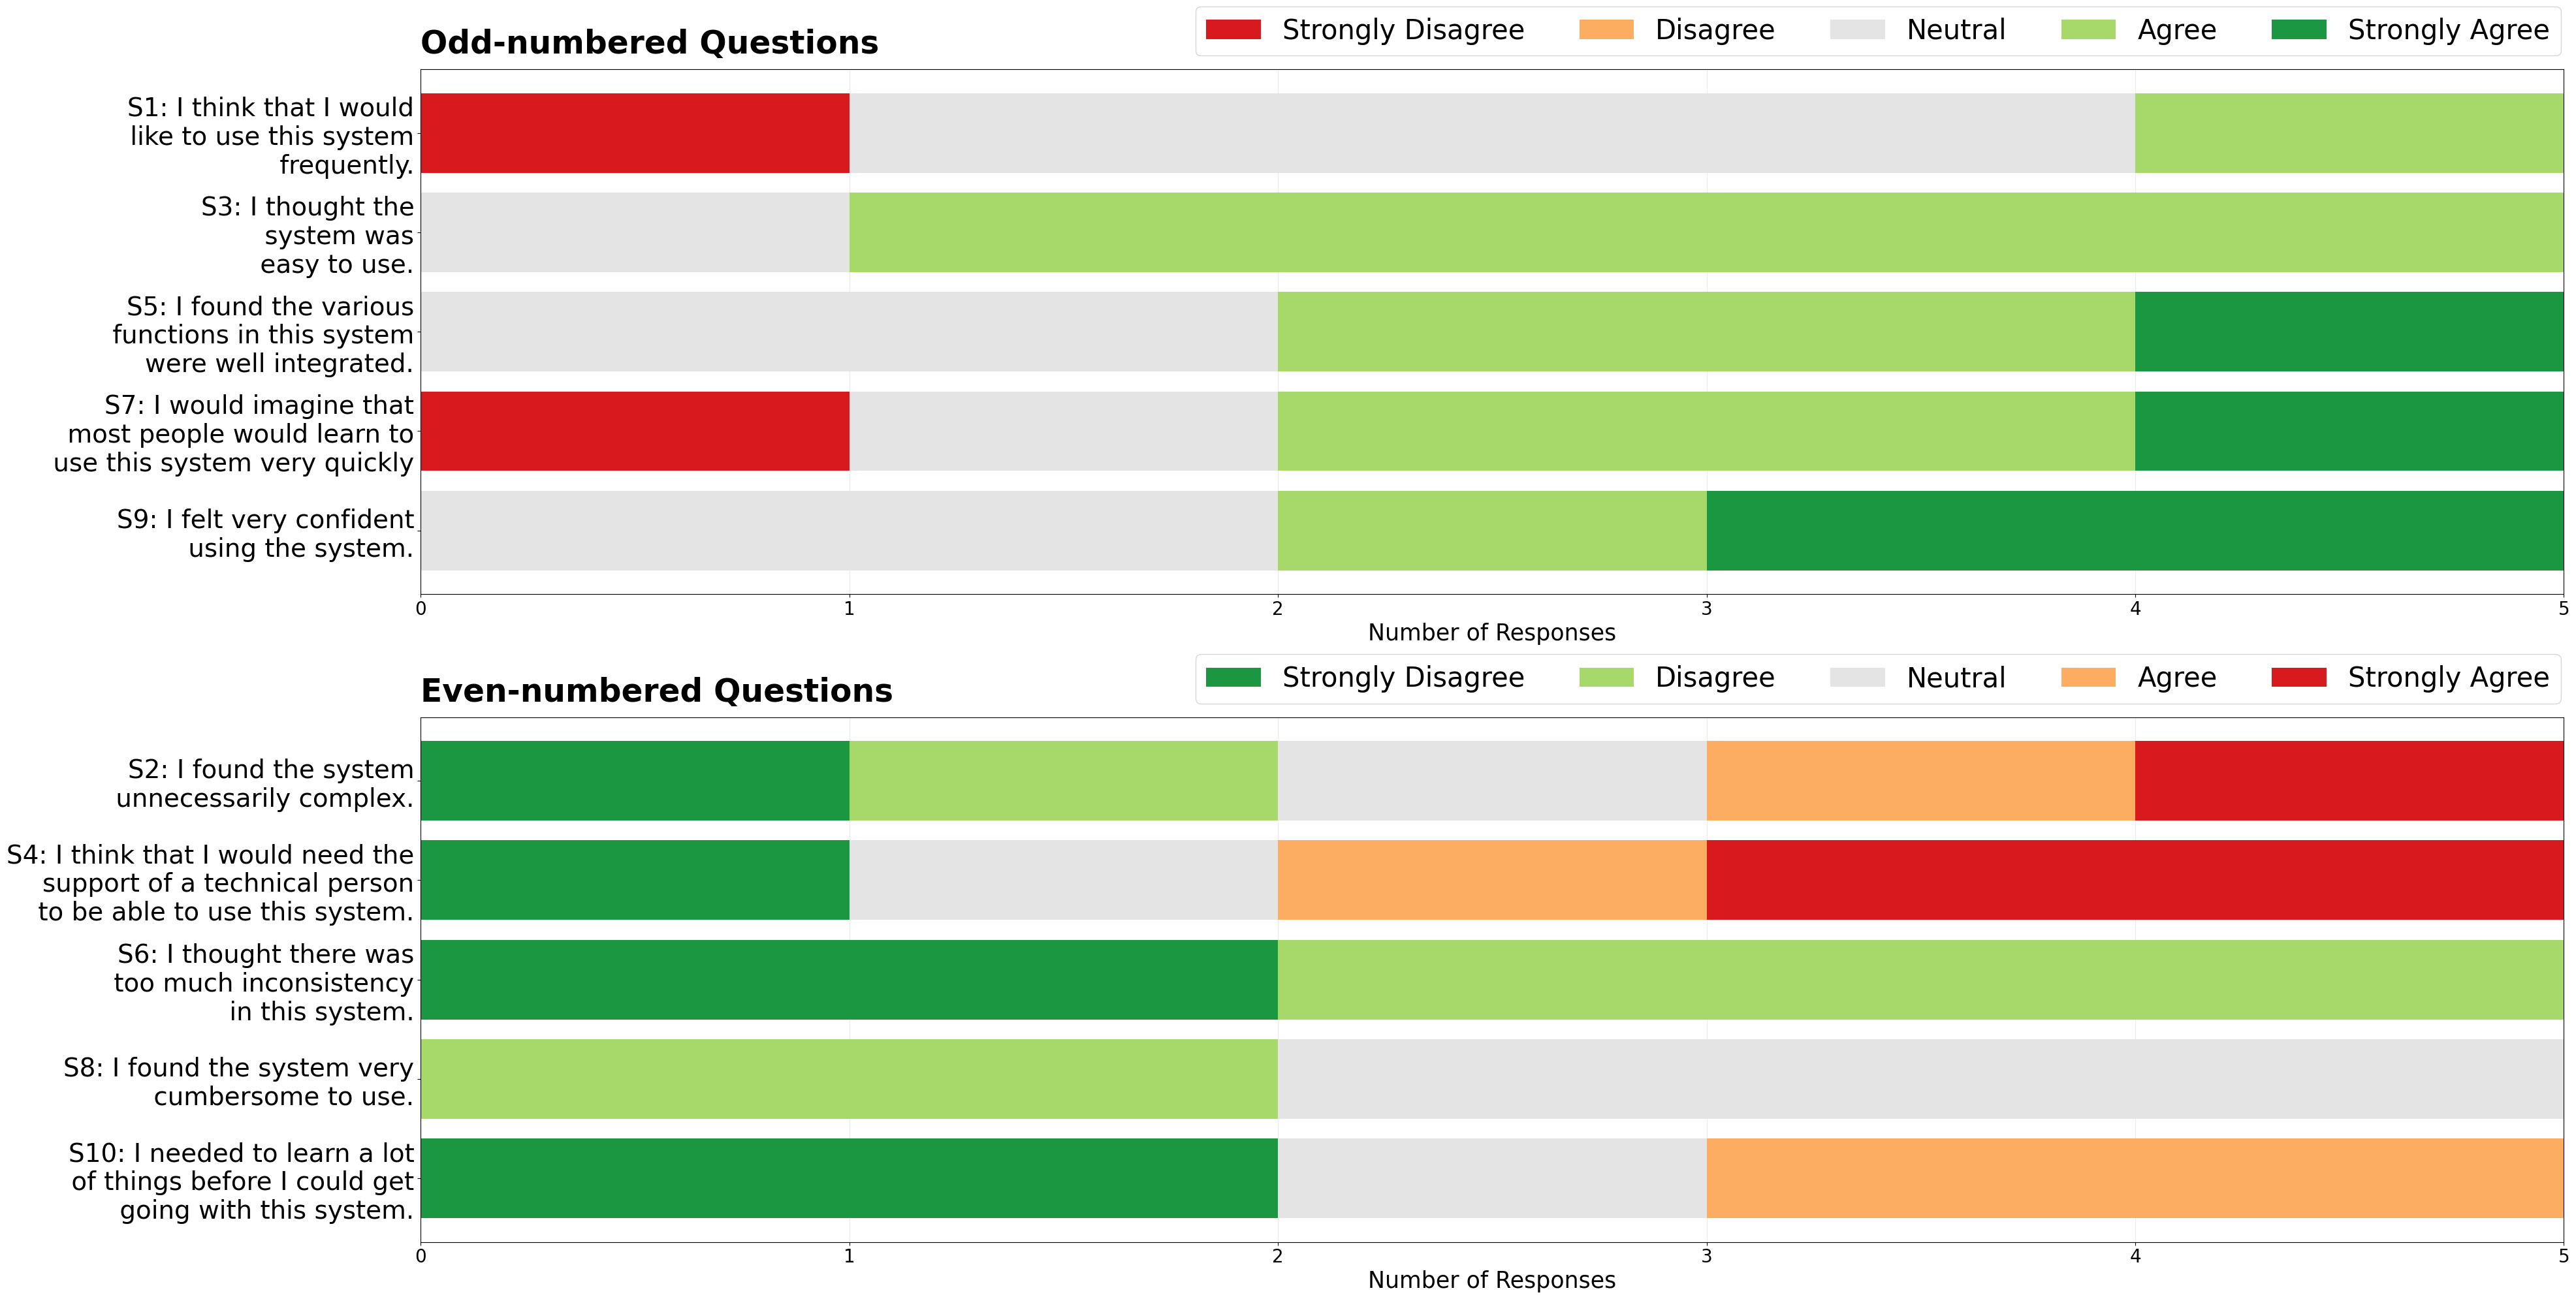 Odd-numbered Questions
Strongly Disagree Disagree Neutral Agree Strongly Agree
S1: I think that I would
like to use this system
frequently.
S3: I thought the
system was
easy to use.
S5: I found the various
functions in this system
were well integrated.
S7: I would imagine that
most people would learn to
use this system very quickly
S9: I felt very confident
using the system.
0 1 2 3 4 5
Number of Responses
Even-numbered Questions
Strongly Disagree Disagree Neutral Agree Strongly Agree
S2: I found the system
unnecessarily complex.
S4: I think that I would need the
support of a technical person
to be able to use this system.
S6: I thought there was
too much inconsistency
in this system.
S8: I found the system very
cumbersome to use.
S10: I needed to learn a lot
of things before I could get
going with this system.
0 1 2 3 4 5
Number of Responses